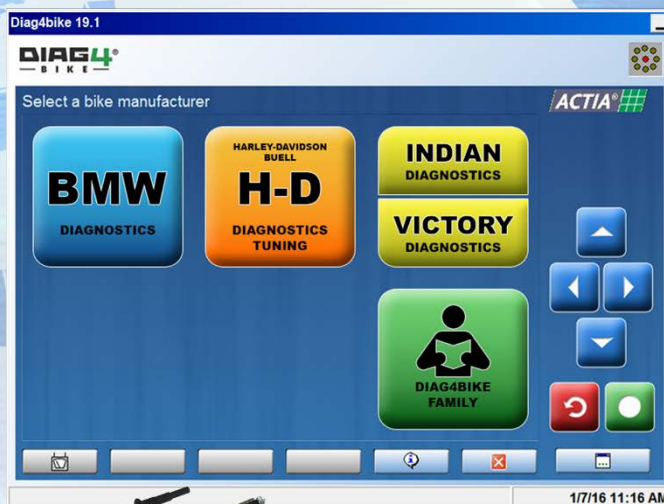 Diag4bike 19.1
DIAG4®
BIKE
Select a bike manufacturer
ACTIA®
BMW
DIAGNOSTICS
HARLEY-DAVIDSON
BUELL
H-D
DIAGNOSTICS
TUNING
INDIAN
DIAGNOSTICS
VICTORY
DIAGNOSTICS
DIAG4BIKE
FAMILY
1/7/16 11:16 AM